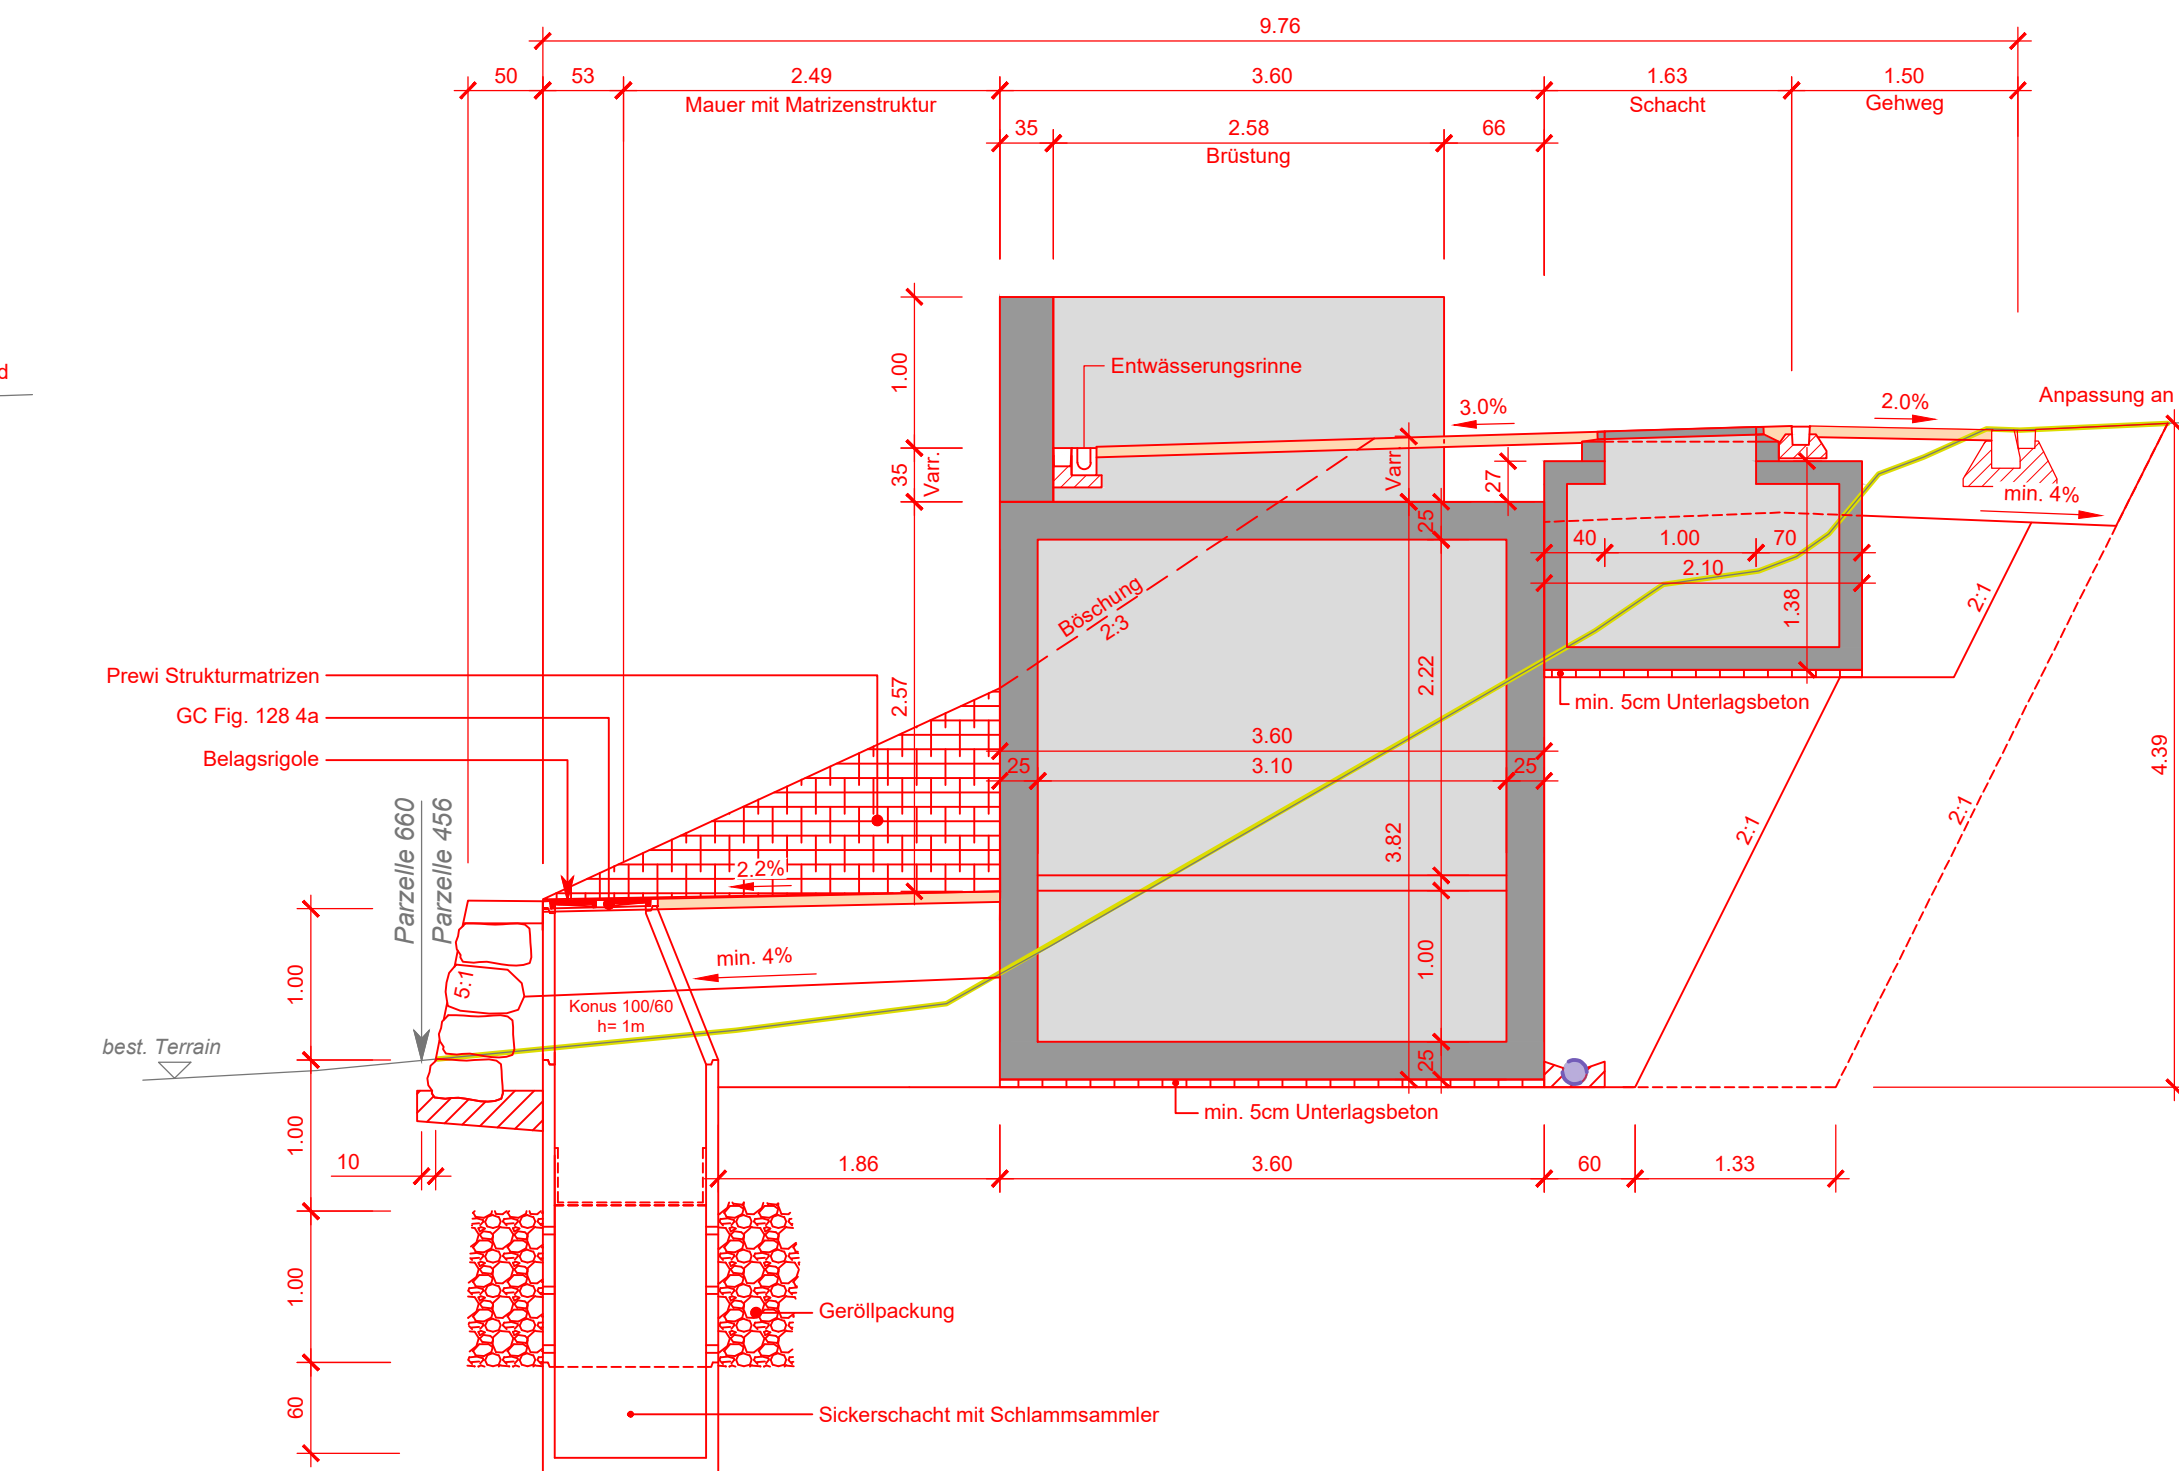 9.76
50
53
2.49
3.60
1.63
1.50
Mauer mit Matrizenstruktur
Schacht
Gehweg
35
2.58
66
Brüstung
d
1.00
Entwässerungsrinne
3.0%
2.0%
Anpassung an
35
Varr.
Varr.
27
min. 4%
25
40
1.00
70
2.10
1.38
2:1
Böschung
2:3
Prewi Strukturmatrizen
GC Fig. 128 4a
Belagsrigole
2.57
2.22
min. 5cm Unterlagsbeton
3.60
25
3.10
25
4.39
2:1
2:1
3.82
Parzelle 660
Parzelle 456
2.2%
min. 4%
1.00
5:1
1.00
Konus 100/60
h= 1m
best. Terrain
25
min. 5cm Unterlagsbeton
1.00
10
1.86
3.60
60
1.33
1.00
Geröllpackung
60
Sickerschacht mit Schlammsammler